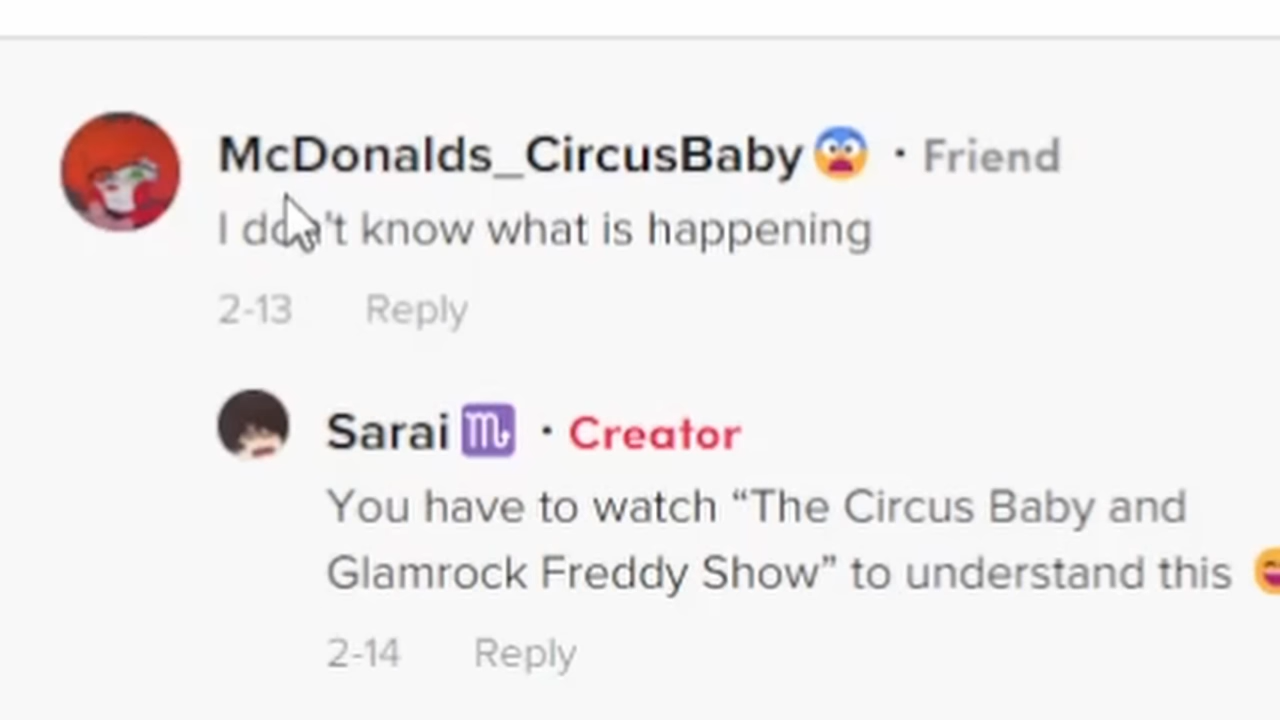 McDonalds_CircusBaby😨 · Friend
I don't know what is happening
2-13 Reply
Sarai♏ · Creator
You have to watch “The Circus Baby and
Glamrock Freddy Show” to understand this
2-14 Reply